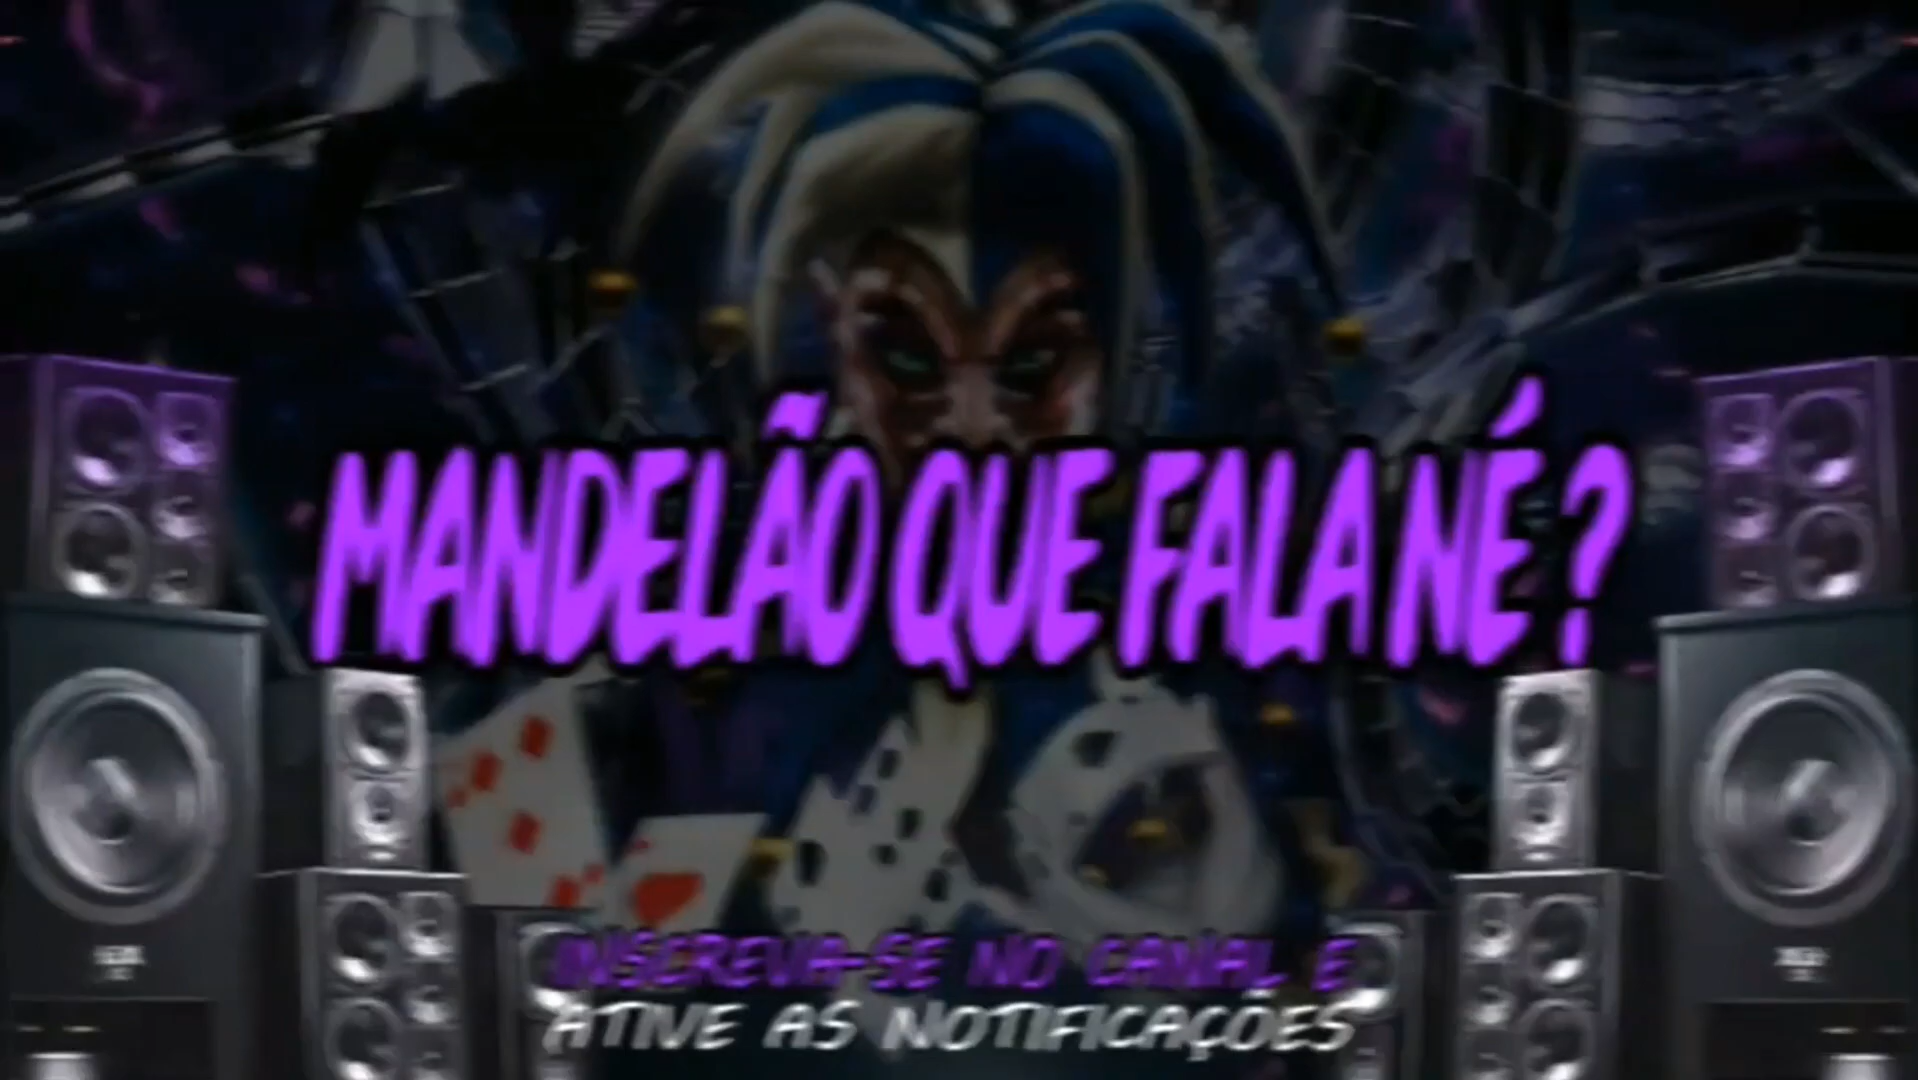 MANDELÃO QUE FALA NÉ ?
INSCREVA-SE NO CANAL E
ATIVE AS NOTIFICAÇÕES